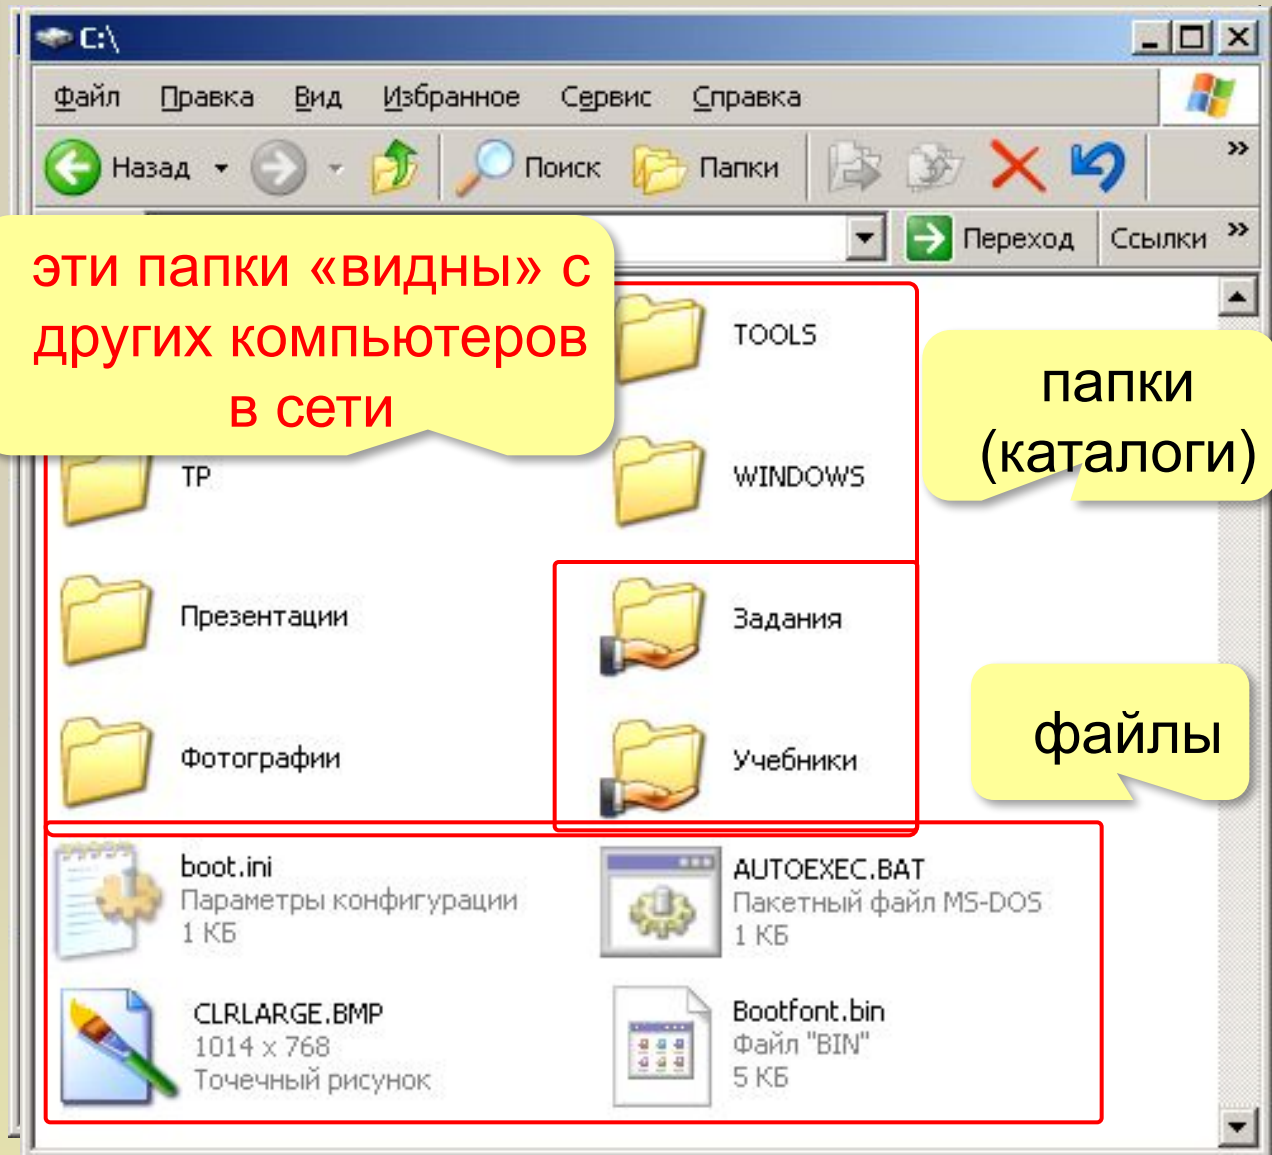 C:\
Файл Правка Вид Избранное Сервис Справка
Назад Поиск Папки »
Переход Ссылки »
эти папки «видны» с
других компьютеров
в сети
TOOLS
папки
(каталоги)
TP WINDOWS
Презентации Задания
Фотографии Учебники
файлы
boot.ini
Параметры конфигурации
1 КБ
AUTOEXEC.BAT
Пакетный файл MS-DOS
1 КБ
CLRLARGE.BMP
1014 x 768
Точечный рисунок
Bootfont.bin
Файл "BIN"
5 КБ